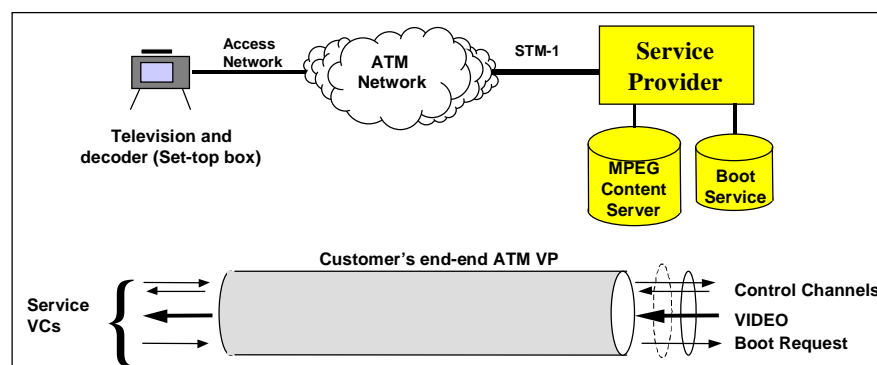 Access
Network
ATM
Network
STM-1
Service
Provider
Television and
decoder (Set-top box)
MPEG
Content
Server
Boot
Service
Customer’s end-end ATM VP
Service
VCs
Control Channels
VIDEO
Boot Request